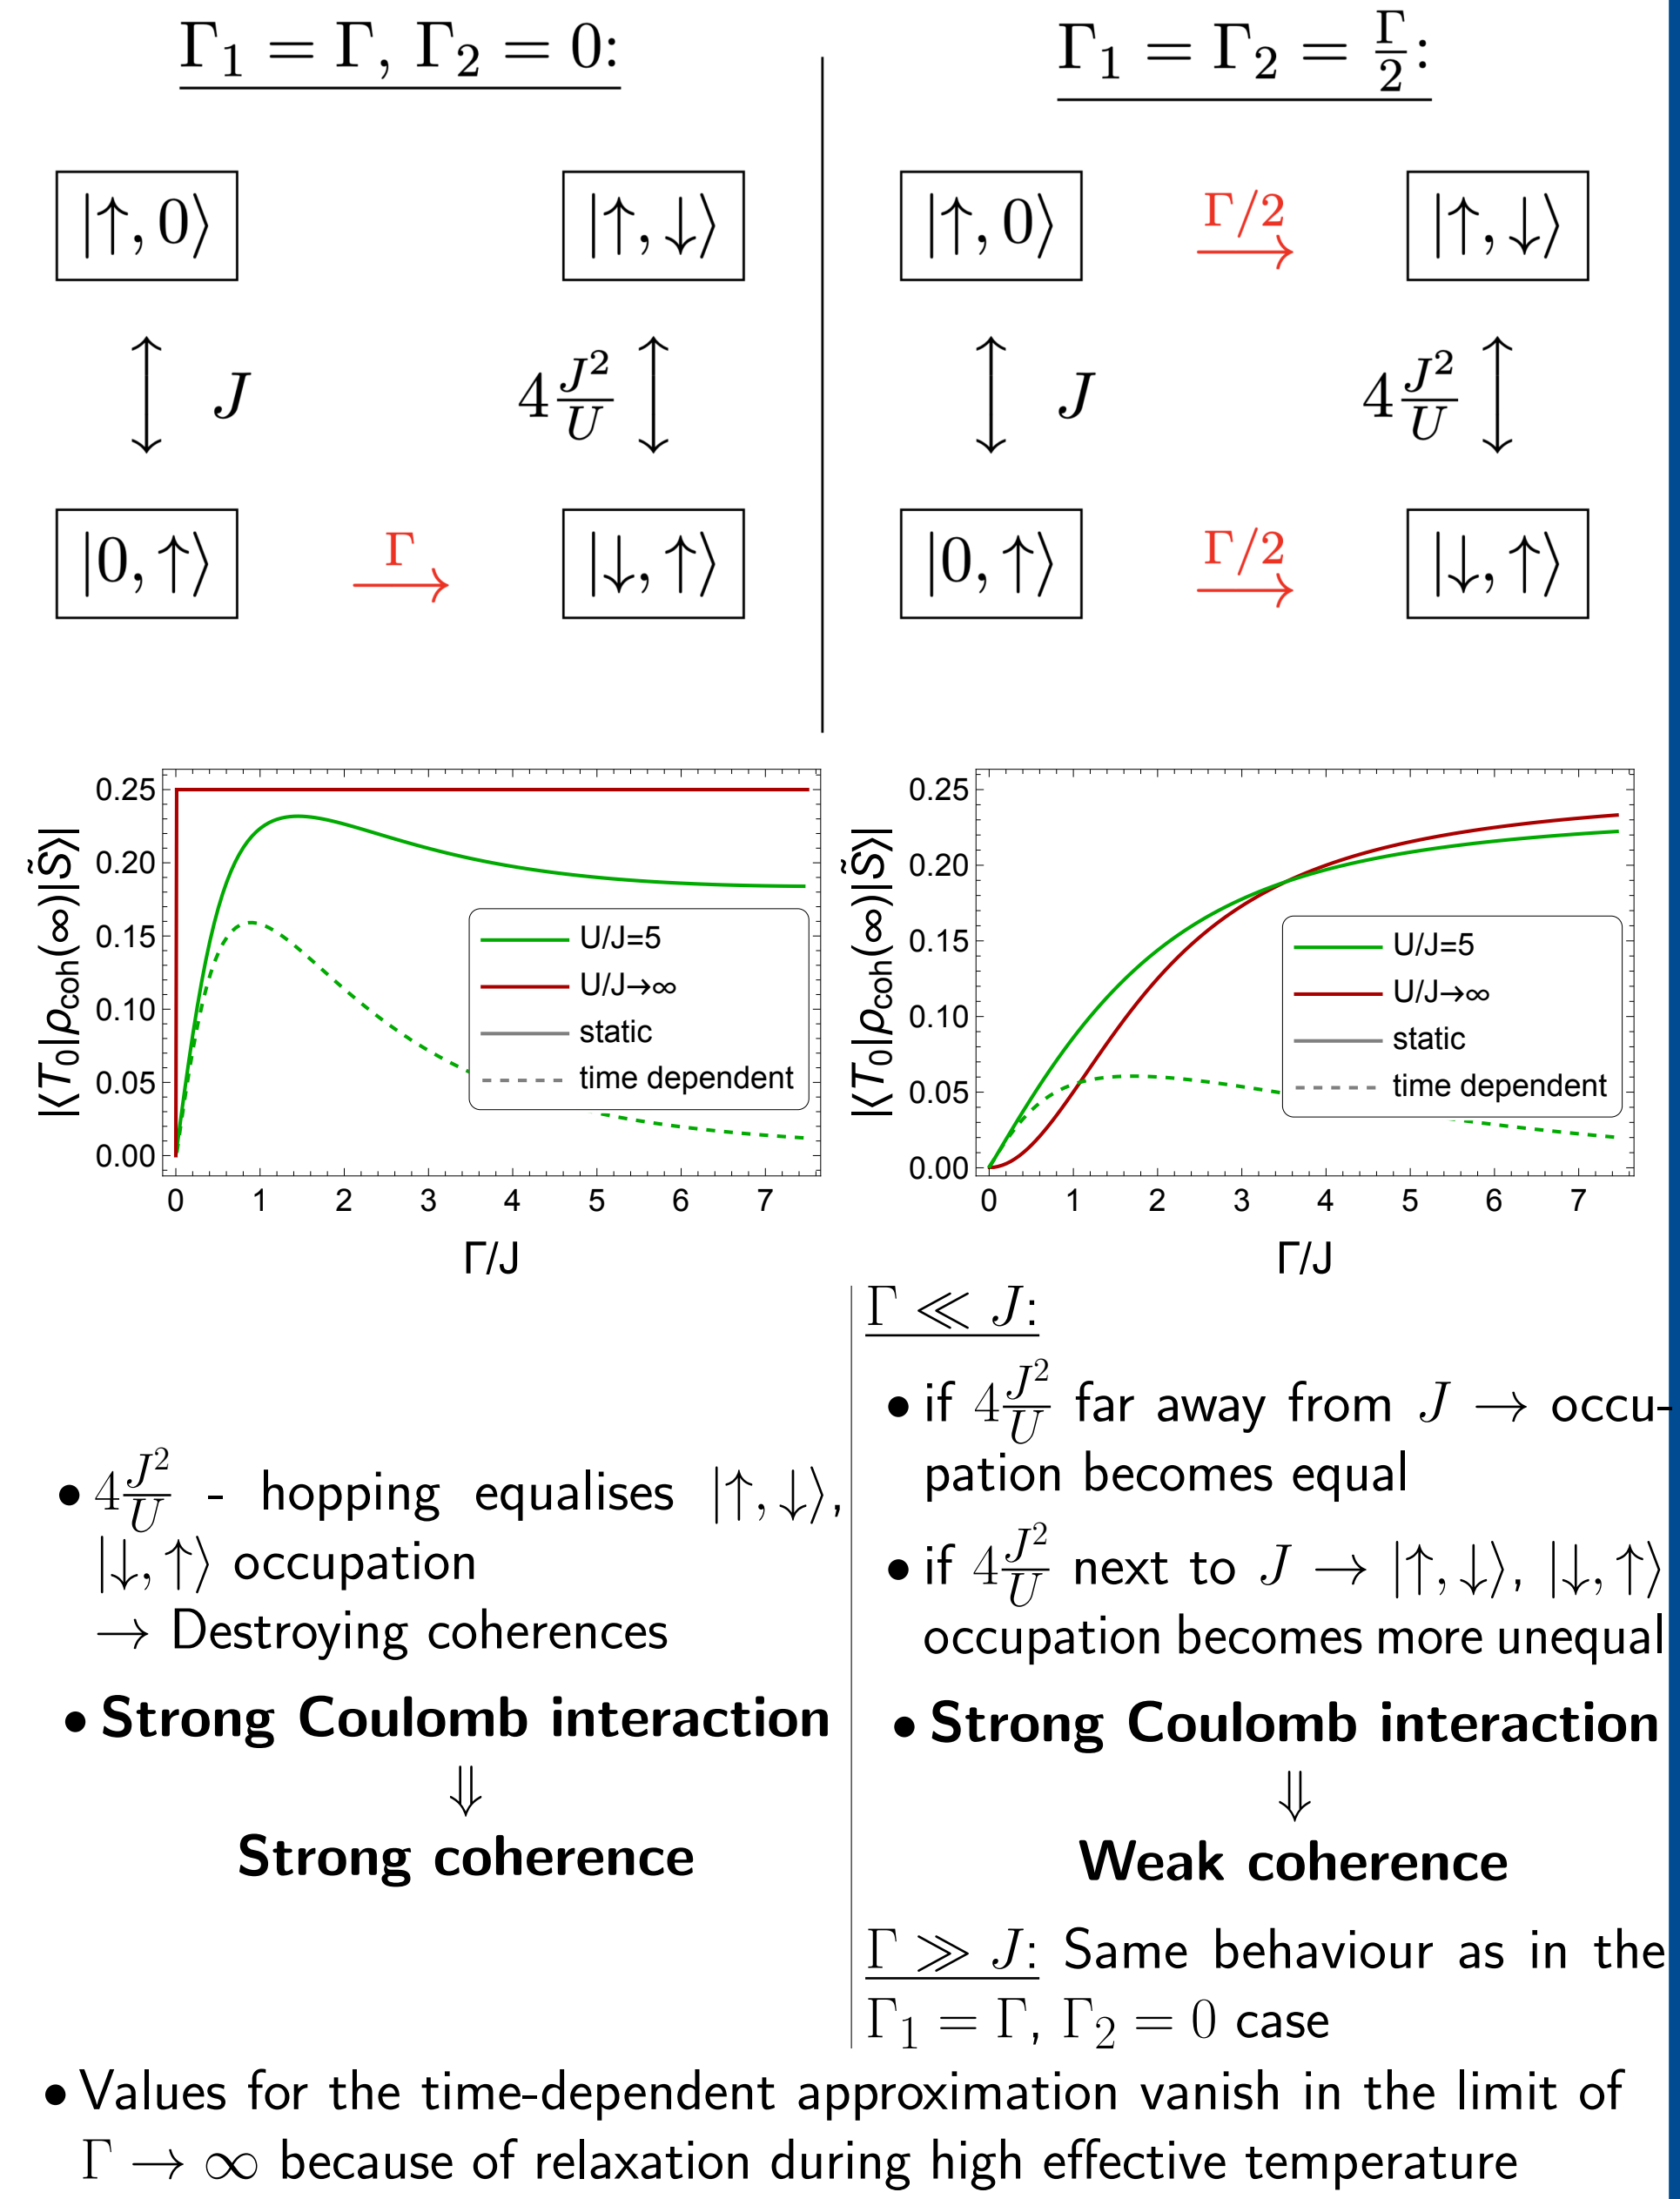 Γ₁ = Γ, Γ₂ = 0:
|↑, 0⟩
|↑, ↓⟩
J
4 J²/U
|0, ↑⟩
Γ
|↓, ↑⟩
Γ₁ = Γ₂ = Γ/2:
|↑, 0⟩
Γ/2
|↑, ↓⟩
J
4 J²/U
|0, ↑⟩
Γ/2
|↓, ↑⟩
|⟨T₀|ρcoh(∞)|S̃⟩|
0.25
0.20
0.15
0.10
0.05
0.00
U/J=5
U/J→∞
static
time dependent
0 1 2 3 4 5 6 7
Γ/J
|⟨T₀|ρcoh(∞)|S̃⟩|
0.25
0.20
0.15
0.10
0.05
0.00
U/J=5
U/J→∞
static
time dependent
0 1 2 3 4 5 6 7
Γ/J
• 4 J²/U - hopping equalises |↑, ↓⟩,
|↓, ↑⟩ occupation
→ Destroying coherences
• Strong Coulomb interaction
⇓
Strong coherence
Γ ≪ J:
• if 4 J²/U far away from J → occu-
pation becomes equal
• if 4 J²/U next to J → |↑, ↓⟩, |↓, ↑⟩
occupation becomes more unequal
• Strong Coulomb interaction
⇓
Weak coherence
Γ ≫ J: Same behaviour as in the
Γ₁ = Γ, Γ₂ = 0 case
• Values for the time-dependent approximation vanish in the limit of
Γ → ∞ because of relaxation during high effective temperature